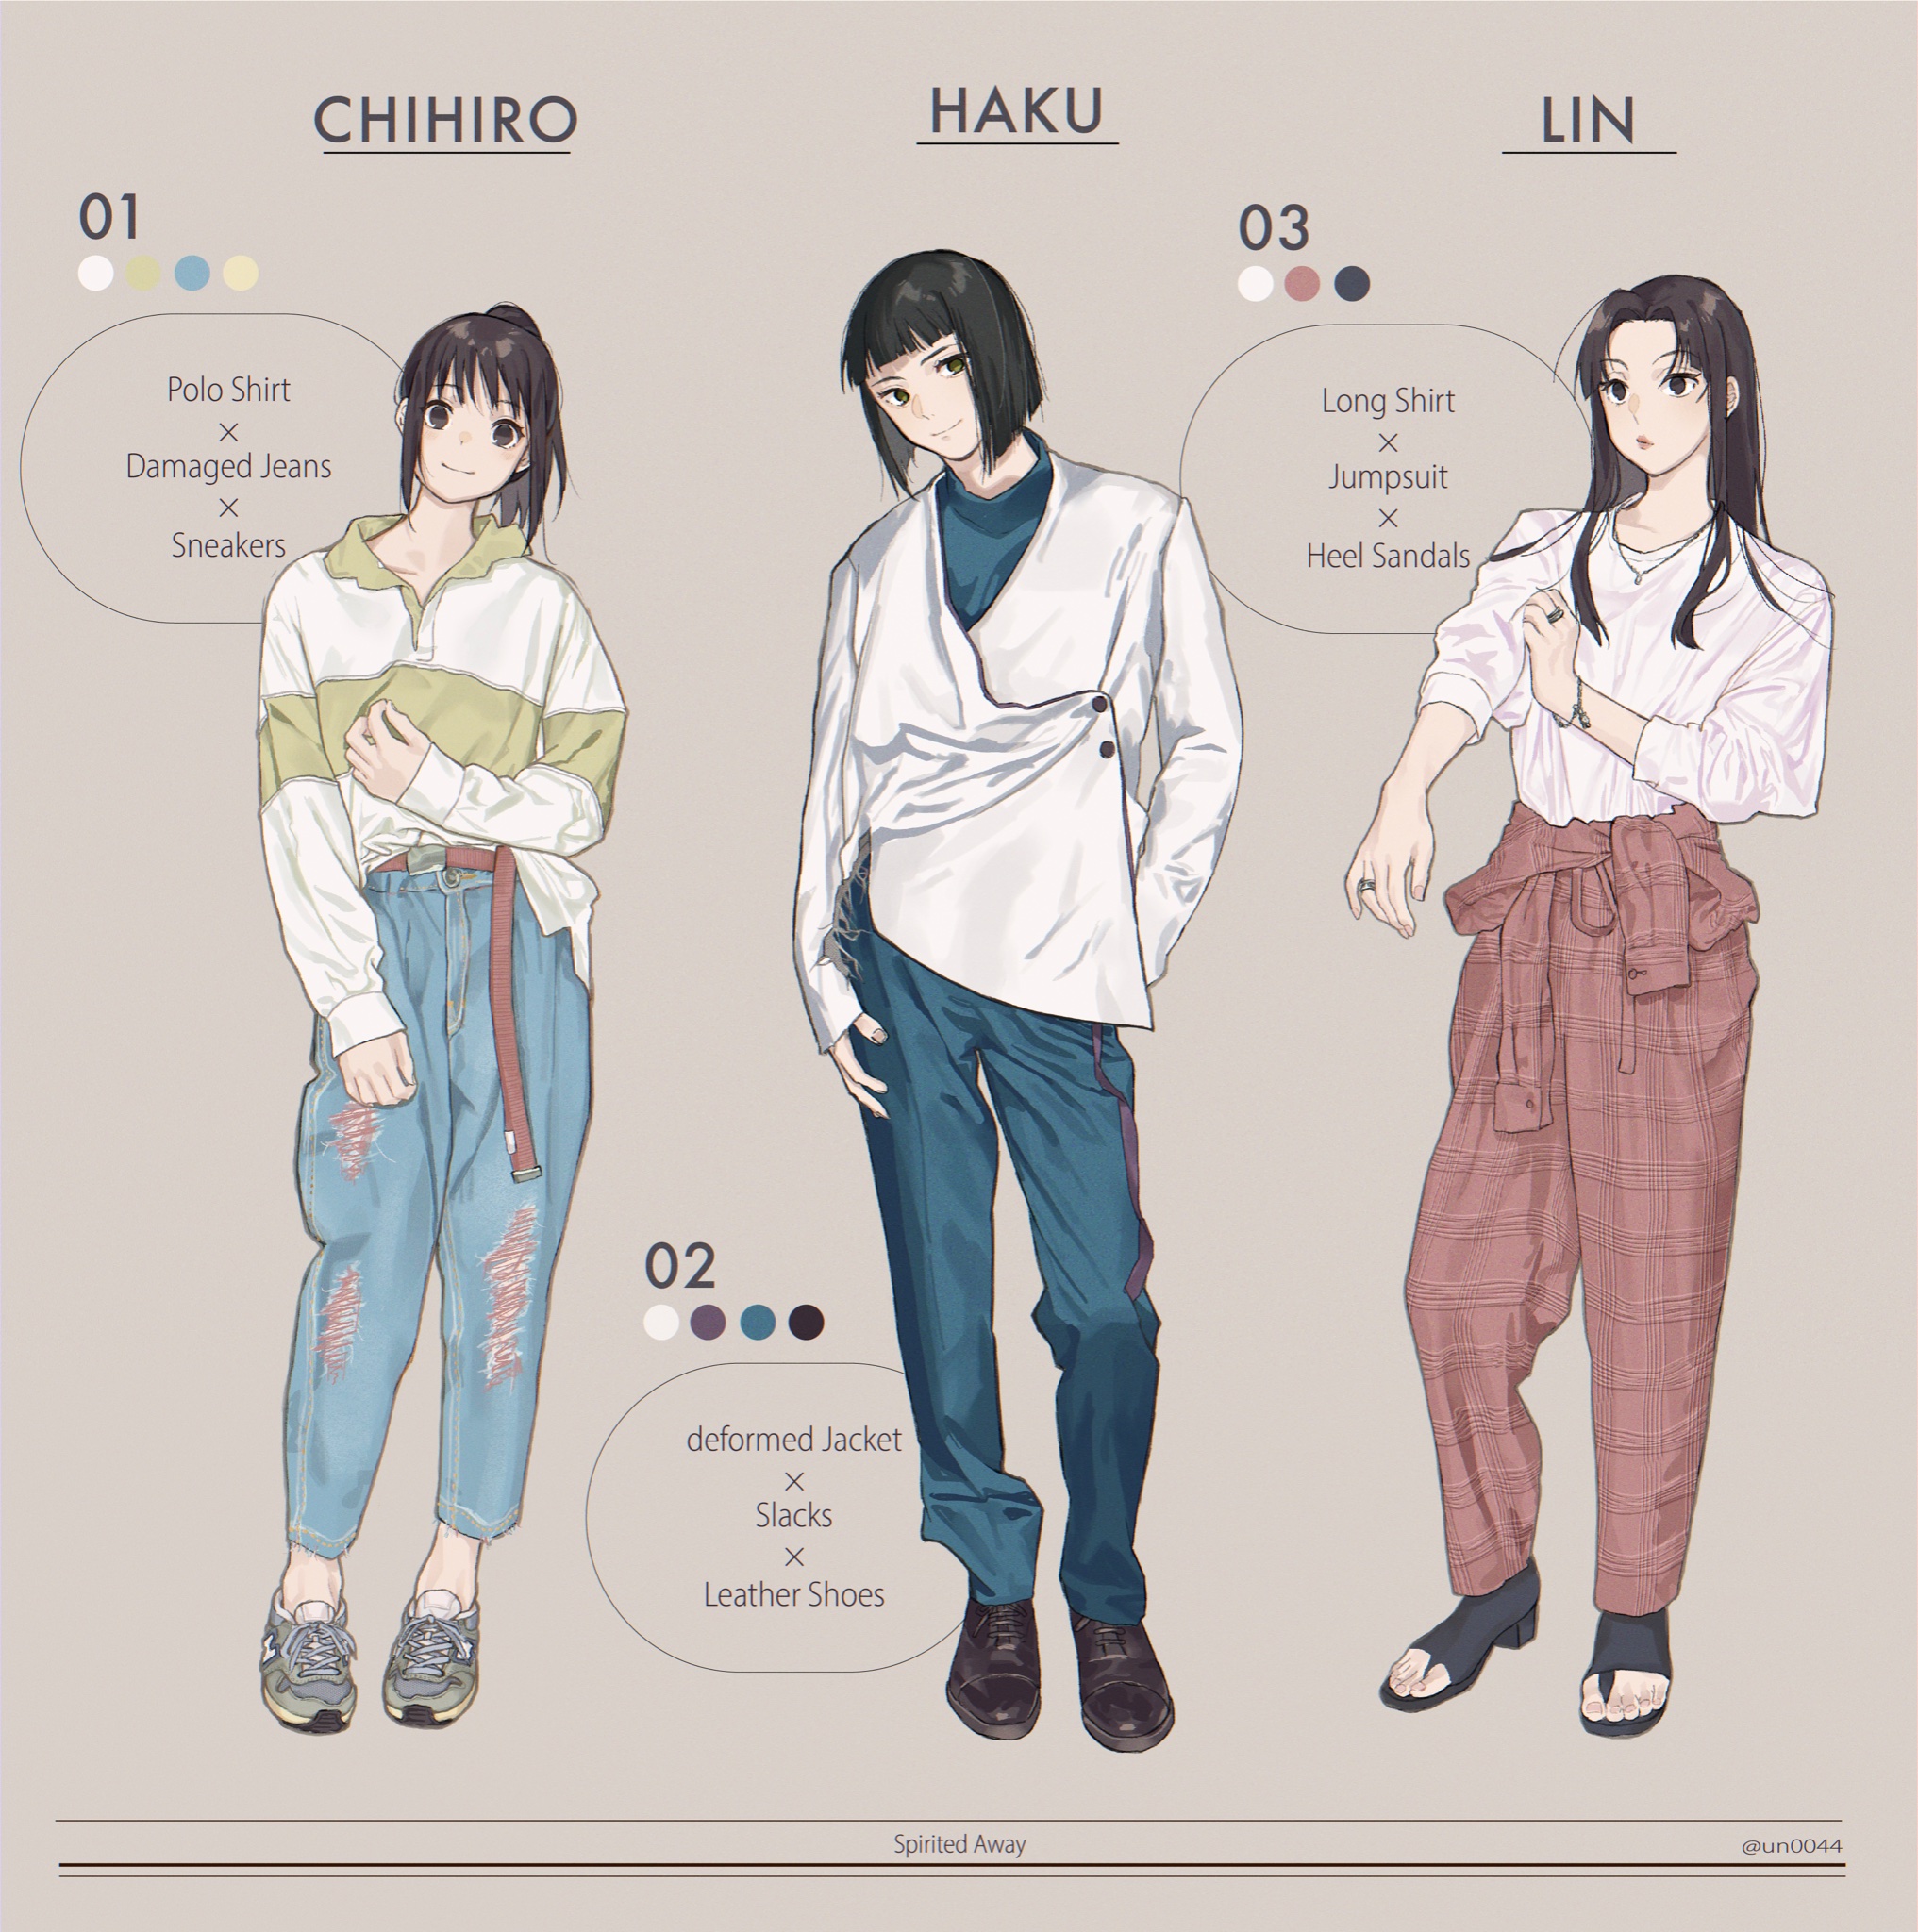 CHIHIRO
HAKU
LIN
01
Polo Shirt
×
Damaged Jeans
×
Sneakers
02
deformed Jacket
×
Slacks
×
Leather Shoes
03
Long Shirt
×
Jumpsuit
×
Heel Sandals
Spirited Away
@un0044